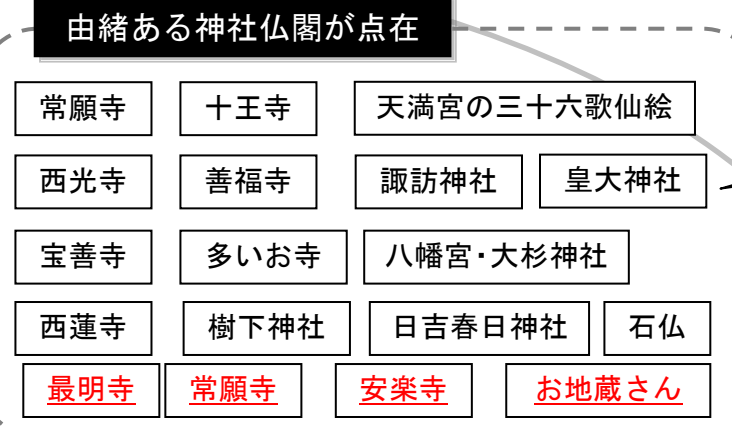 由緒ある神社仏閣が点在
常願寺 十王寺 天満宮の三十六歌仙絵
西光寺 善福寺 諏訪神社 皇大神社
宝善寺 多いお寺 八幡宮・大杉神社
西蓮寺 樹下神社 日吉春日神社 石仏
最明寺 常願寺 安楽寺 お地蔵さん